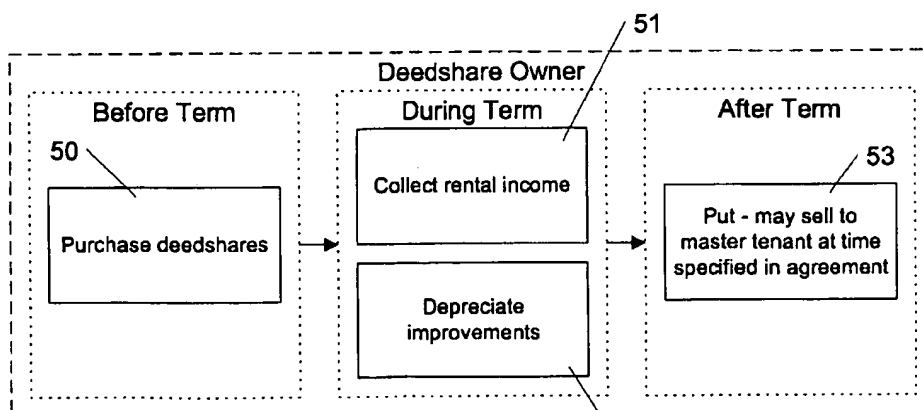 51
Deedshare Owner
Before Term
During Term
After Term
50
53
Collect rental income
Purchase deedshares
Put - may sell to
master tenant at time
specified in agreement
Depreciate
improvements